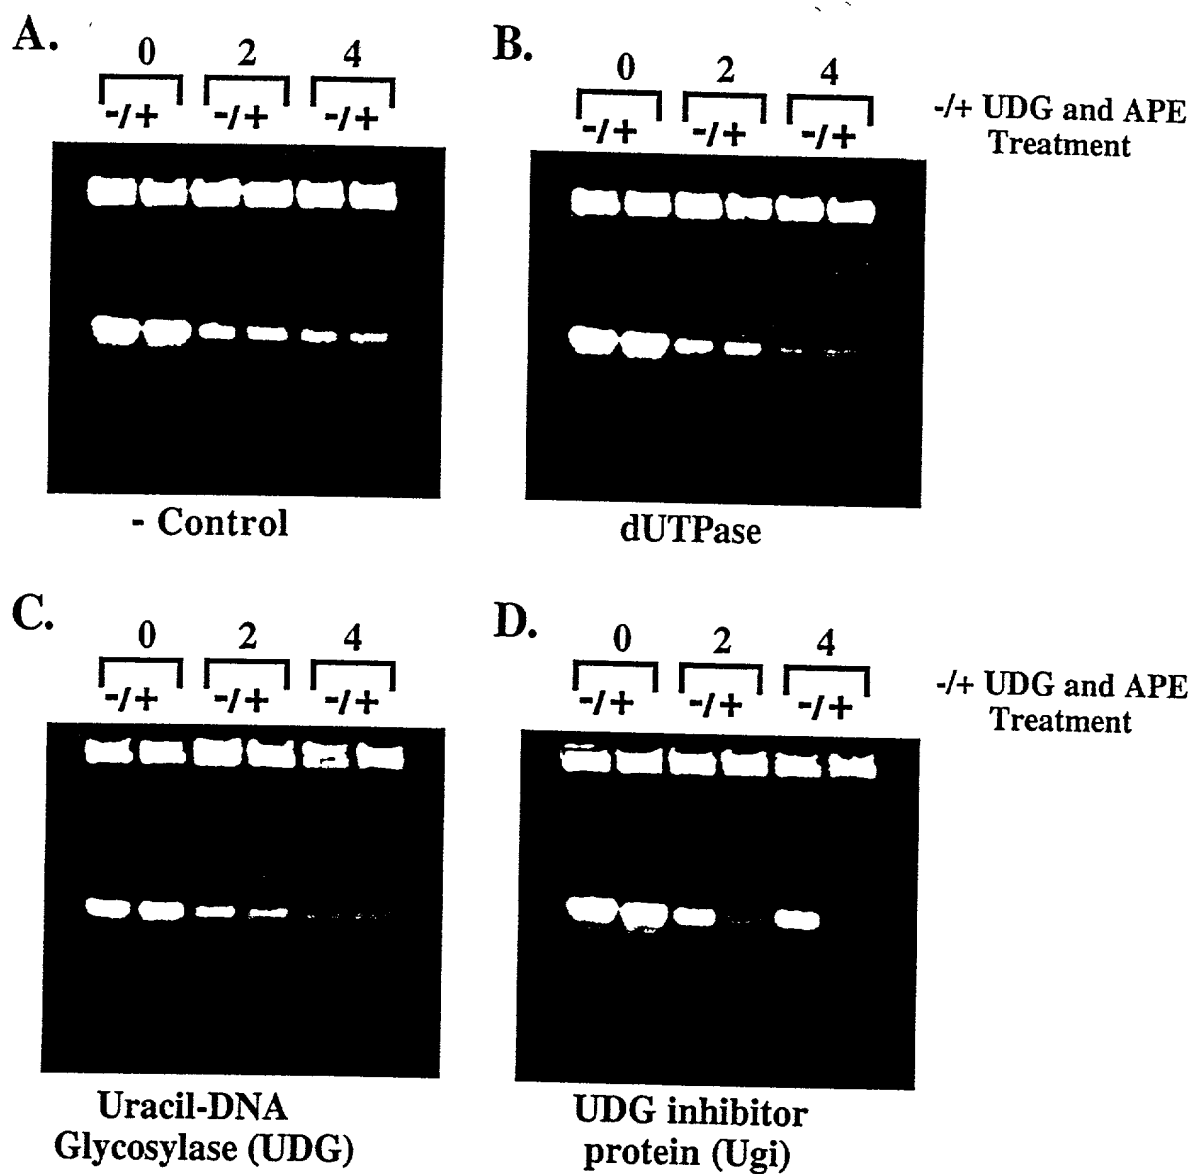 A.
0 2 4
-/+ -/+ -/+
- Control
B.
0 2 4
-/+ -/+ -/+
-/+ UDG and APE
Treatment
dUTPase
C.
0 2 4
-/+ -/+ -/+
Uracil-DNA
Glycosylase (UDG)
D.
0 2 4
-/+ -/+ -/+
-/+ UDG and APE
Treatment
UDG inhibitor
protein (Ugi)